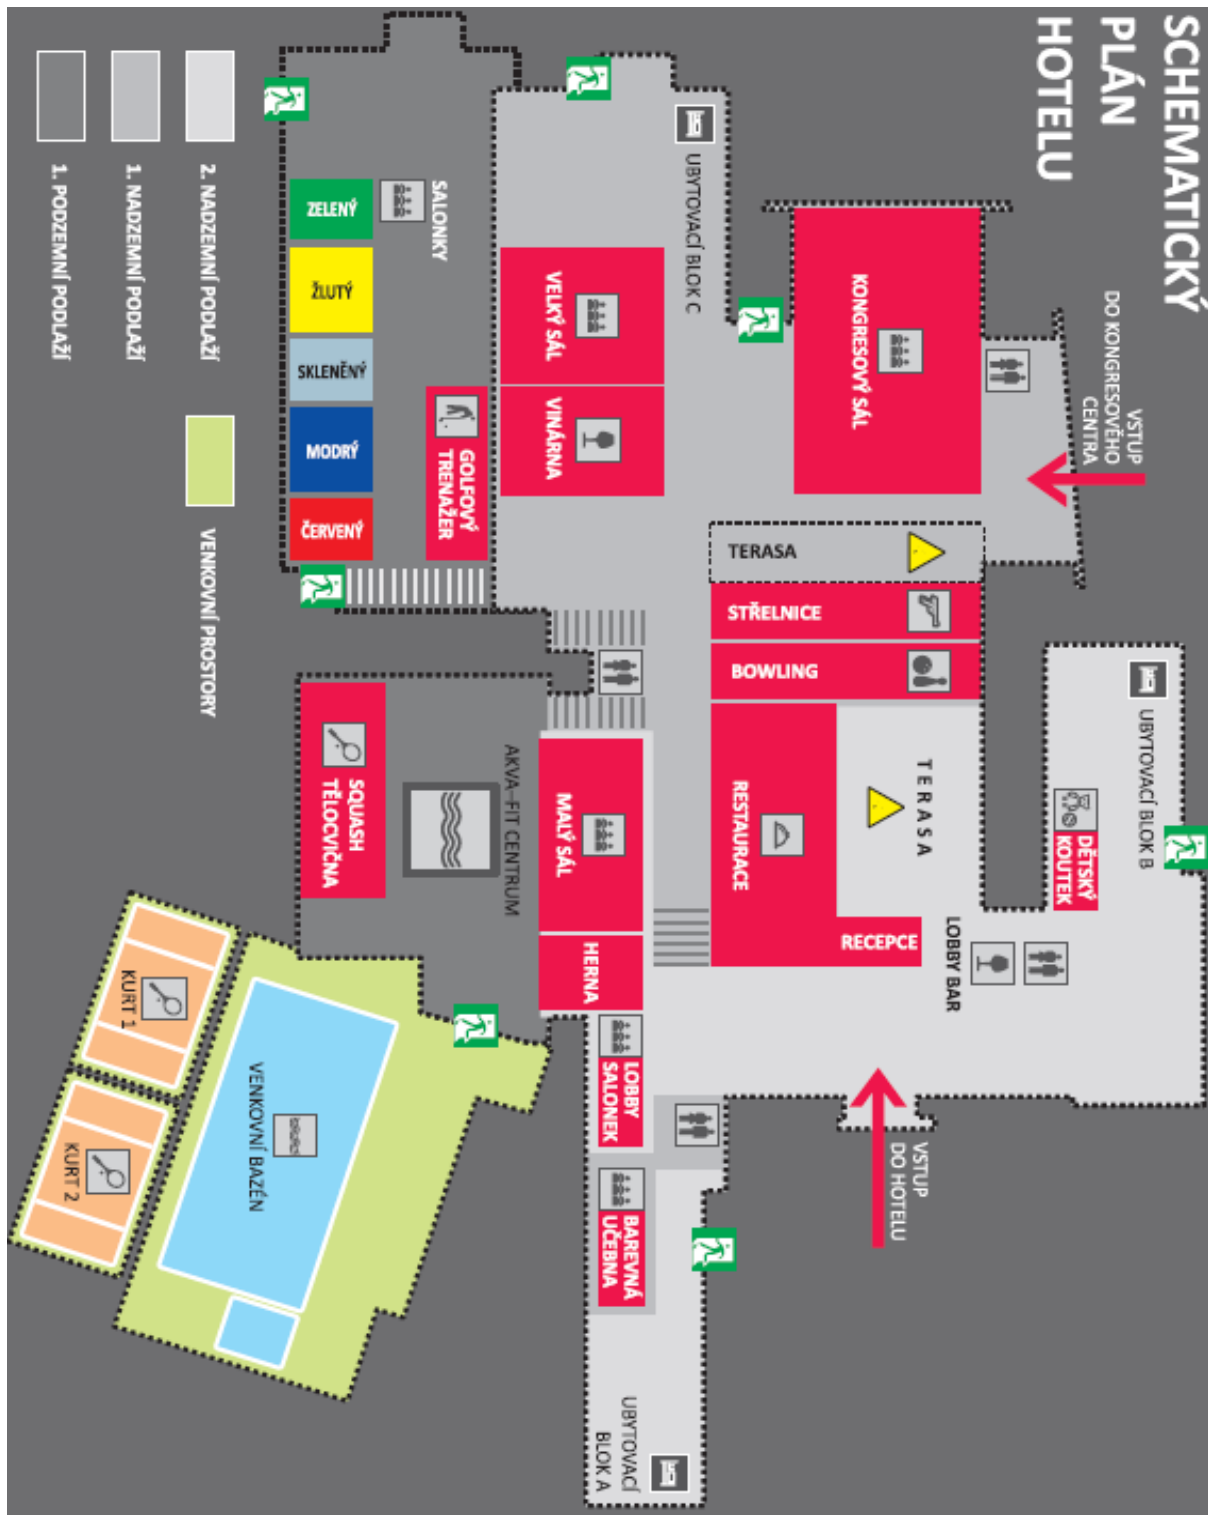 SCHEMATICKÝ
PLÁN
HOTELU
VSTUP
DO KONGRESOVÉHO
CENTRA
UBYTOVACÍ BLOK C
KONGRESOVÝ SÁL
VELKÝ SÁL
VINÁRNA
SALONKY
ZELENÝ
ŽLUTÝ
SKLENĚNÝ
MODRÝ
ČERVENÝ
GOLFOVÝ
TRENAŽER
TERASA
STŘELNICE
BOWLING
RESTAURACE
TERASA
RECEPCE
UBYTOVACÍ BLOK B
DĚTSKÝ
KOUTEK
LOBBY BAR
AKVA–FIT CENTRUM
SQUASH
TĚLOCVIČNA
MALÝ SÁL
HERNA
LOBBY
SALONEK
BAREVNÁ
UČEBNA
UBYTOVACÍ
BLOK A
VSTUP
DO HOTELU
KURT 1
KURT 2
VENKOVNÍ BAZÉN
2. NADZEMNÍ PODLAŽÍ
1. NADZEMNÍ PODLAŽÍ
1. PODZEMNÍ PODLAŽÍ
VENKOVNÍ PROSTORY